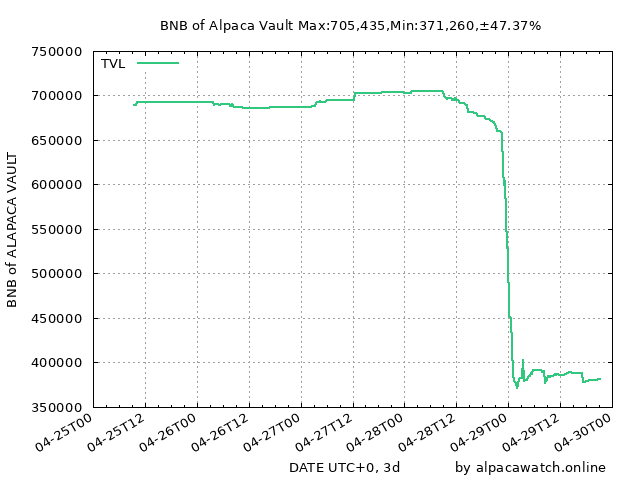 BNB of Alpaca Vault Max:705,435,Min:371,260,±47.37%
750000
TVL
700000
650000
600000
550000
500000
450000
400000
350000
BNB of ALAPACA VAULT
04-25T00
04-25T12
04-26T00
04-26T12
04-27T00
04-27T12
04-28T00
04-28T12
04-29T00
04-29T12
04-30T00
DATE UTC+0, 3d
by alpacawatch.online